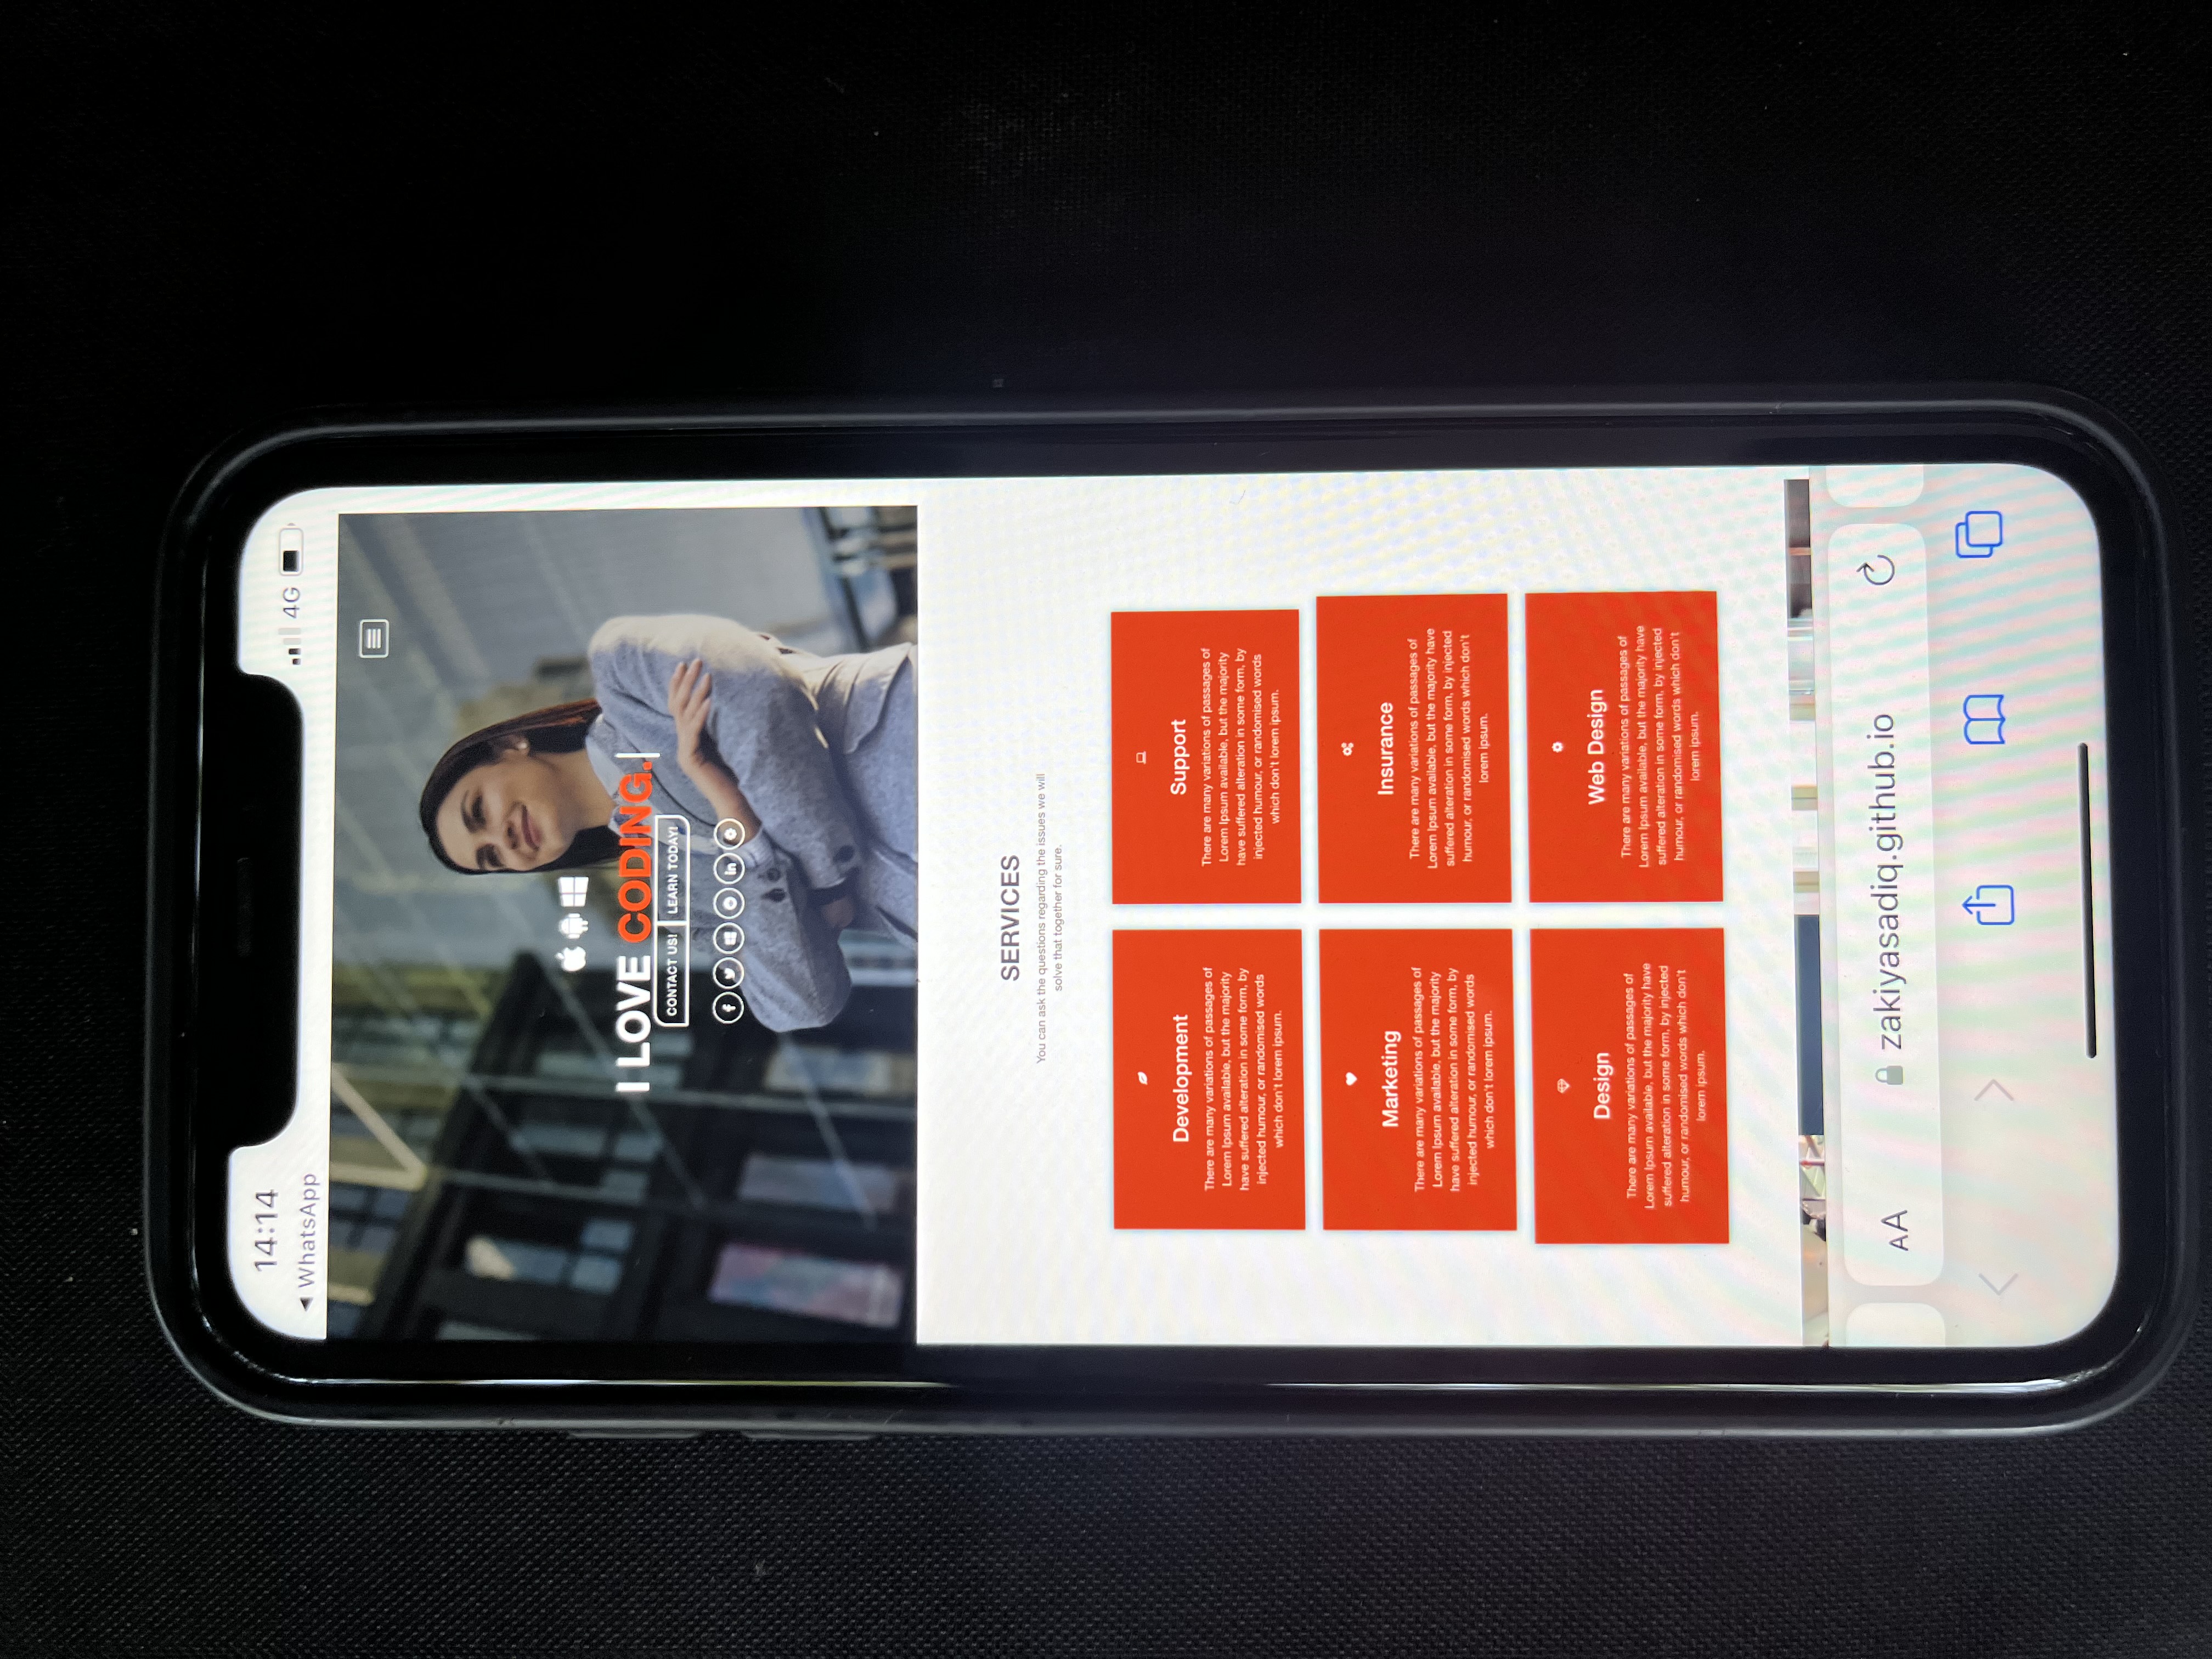 14:14
◀ WhatsApp
4G
I LOVE CODING.
CONTACT US! LEARN TODAY!
SERVICES
You can ask the questions regarding the issues we will
solve that together for sure.
Development
There are many variations of passages of
Lorem Ipsum available, but the majority
have suffered alteration in some form, by
injected humour, or randomised words
which don't lorem ipsum.
Support
There are many variations of passages of
Lorem Ipsum available, but the majority
have suffered alteration in some form, by
injected humour, or randomised words
which don't lorem ipsum.
Marketing
There are many variations of passages of
Lorem Ipsum available, but the majority
have suffered alteration in some form, by
injected humour, or randomised words
which don't lorem ipsum.
Insurance
There are many variations of passages of
Lorem Ipsum available, but the majority have
suffered alteration in some form, by injected
humour, or randomised words which don't
lorem ipsum.
Design
There are many variations of passages of
Lorem Ipsum available, but the majority have
suffered alteration in some form, by injected
humour, or randomised words which don't
lorem ipsum.
Web Design
There are many variations of passages of
Lorem Ipsum available, but the majority have
suffered alteration in some form, by injected
humour, or randomised words which don't
lorem ipsum.
AA zakiyasadiq.github.io